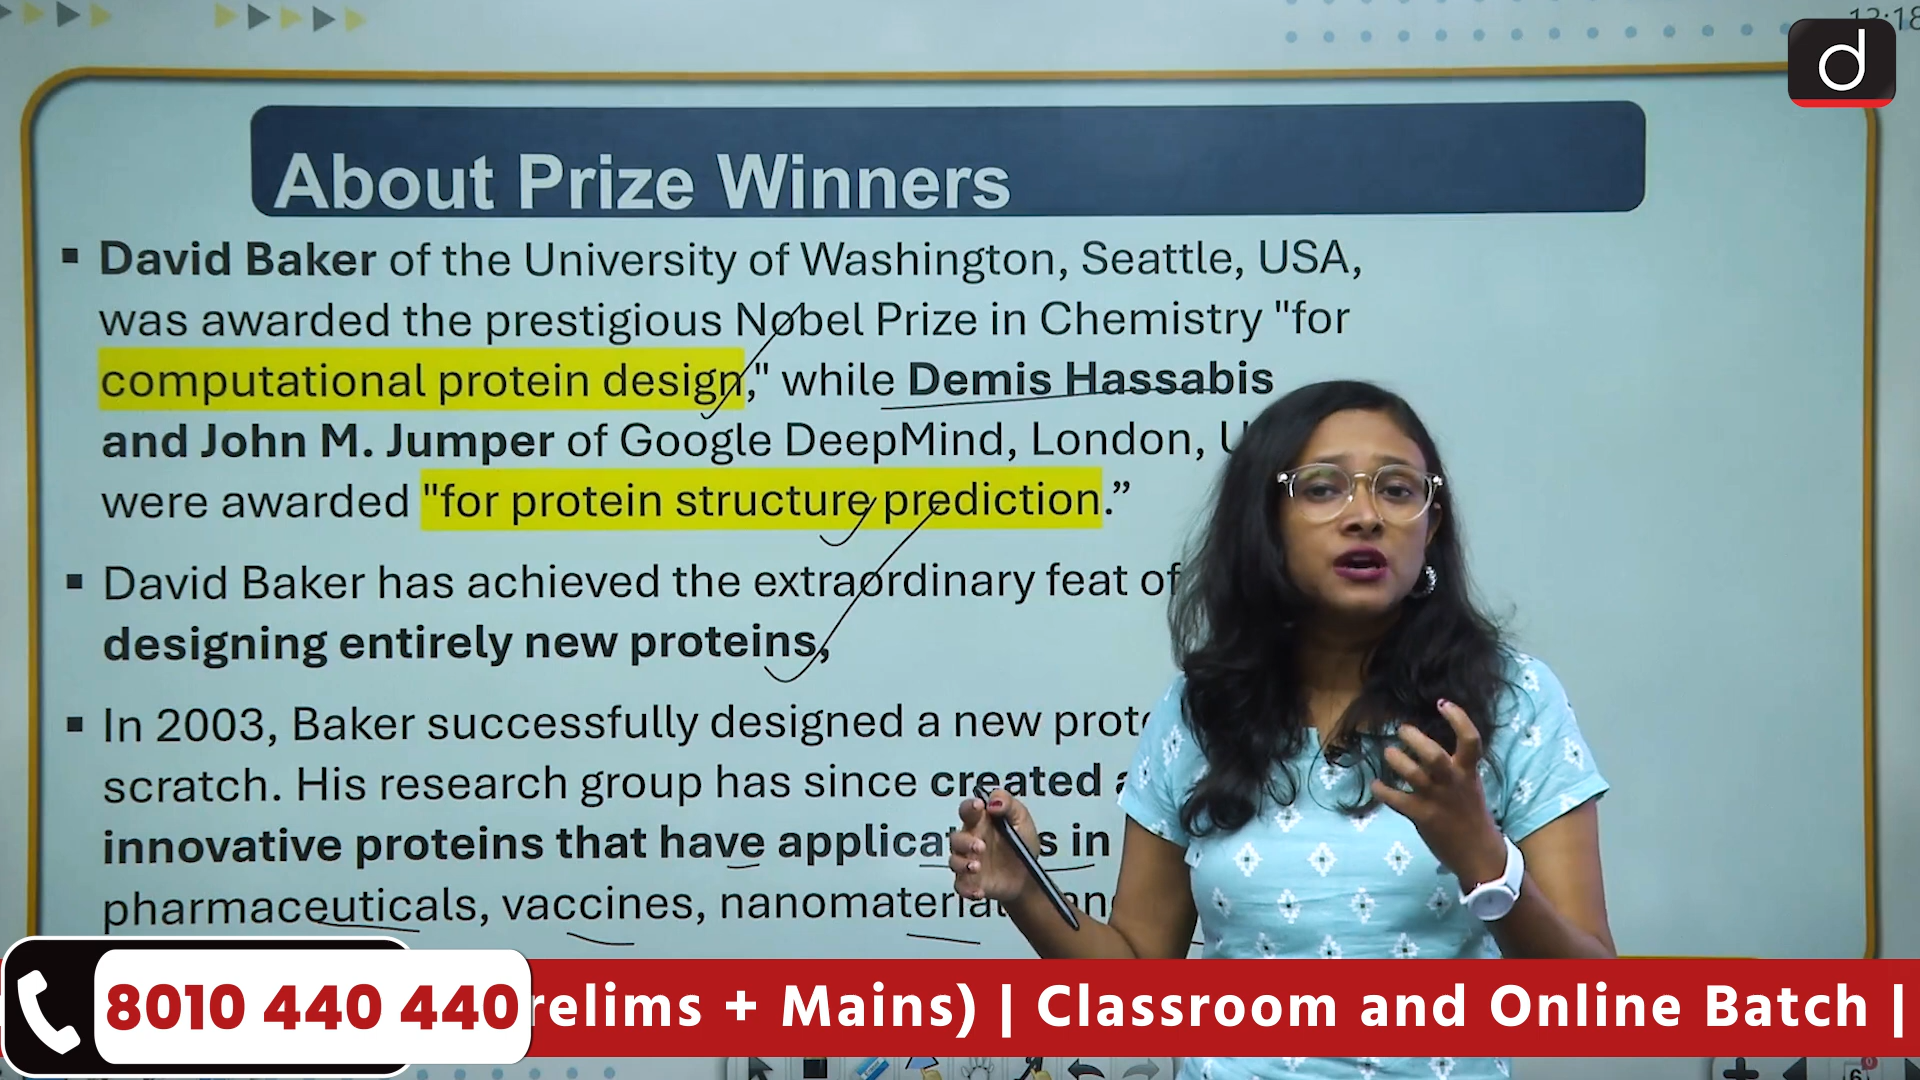 13:18
d
About Prize Winners
▪ David Baker of the University of Washington, Seattle, USA,
was awarded the prestigious Nobel Prize in Chemistry "for
computational protein design," while Demis Hassabis
and John M. Jumper of Google DeepMind, London,
were awarded "for protein structure prediction.”
▪ David Baker has achieved the extraordinary feat of
designing entirely new proteins,
▪ In 2003, Baker successfully designed a new
scratch. His research group has since created
innovative proteins that have in
pharmaceuticals, vaccines,
8010 440 440
relims + Mains) | Classroom and Online Batch |
6